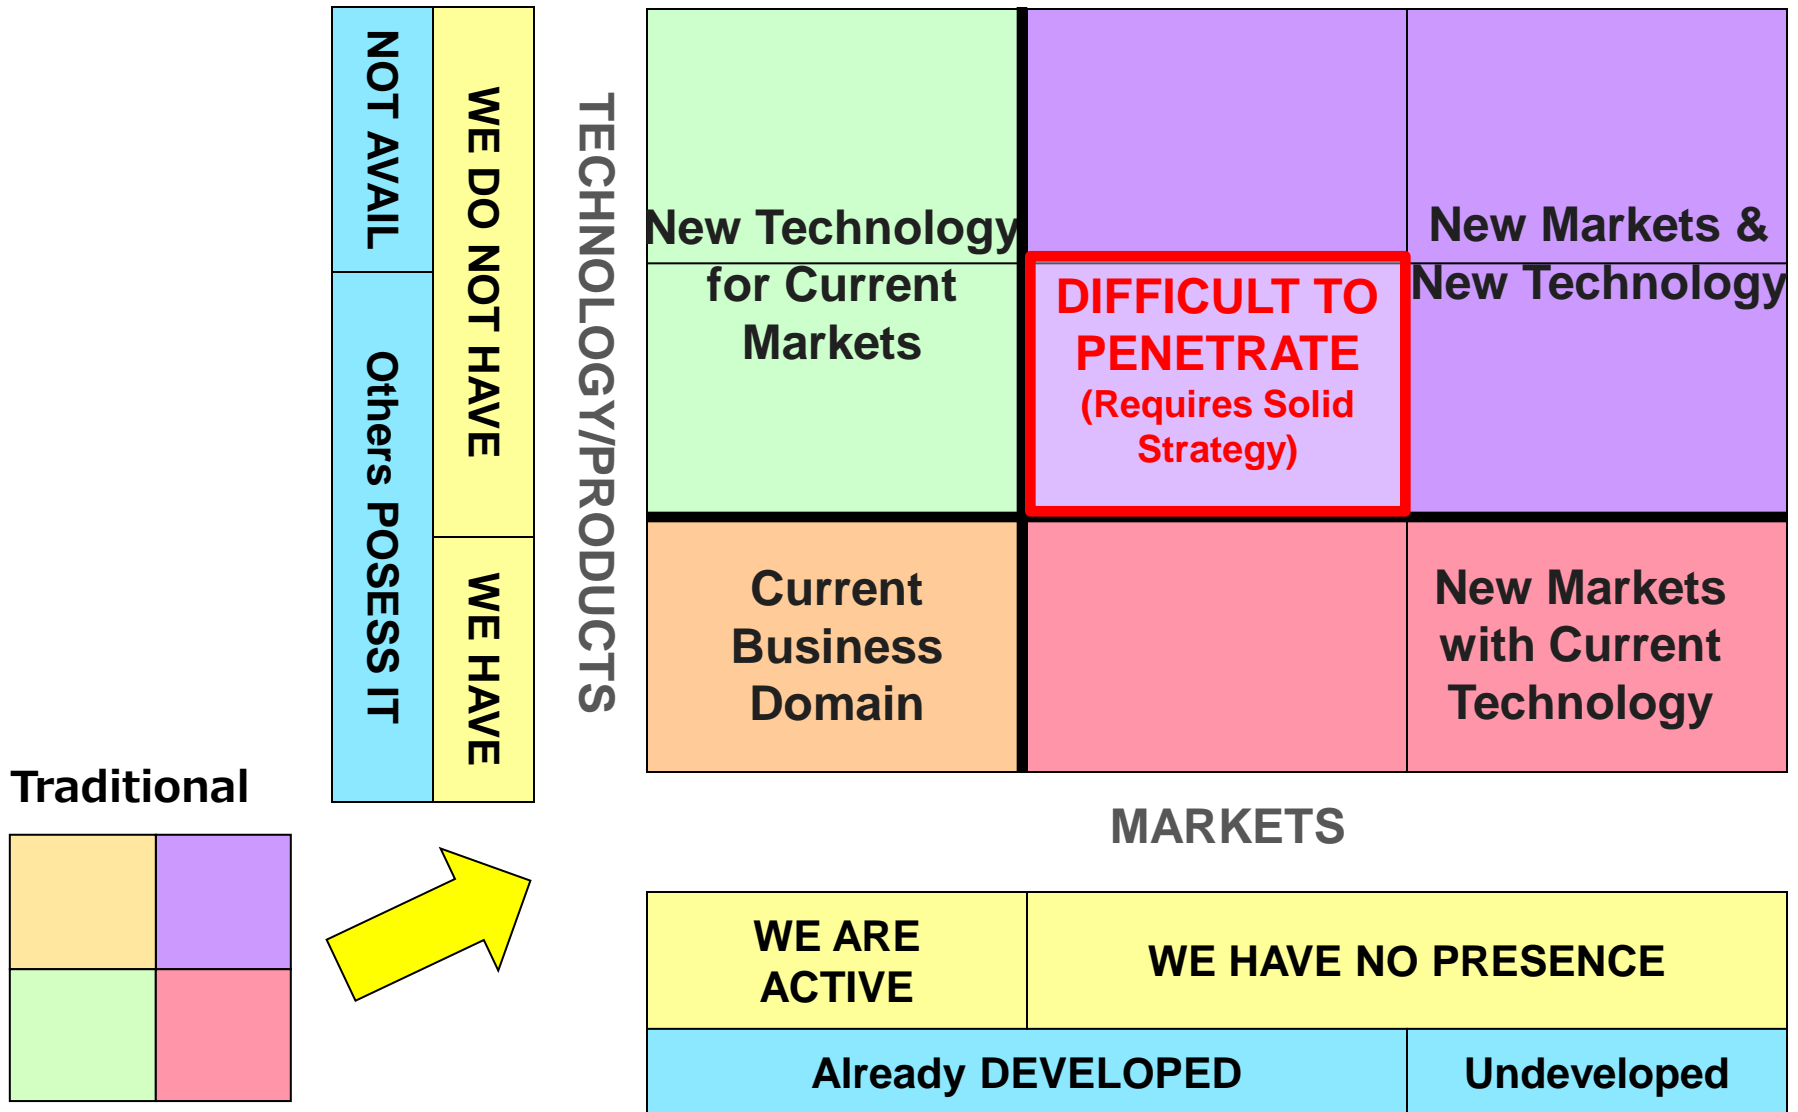 NOT AVAIL
Others POSESS IT
WE DO NOT HAVE
WE HAVE
TECHNOLOGY/PRODUCTS
New Technology
for Current
Markets
DIFFICULT TO
PENETRATE
(Requires Solid
Strategy)
New Markets &
New Technology
Current
Business
Domain
New Markets
with Current
Technology
Traditional
MARKETS
WE ARE
ACTIVE
WE HAVE NO PRESENCE
Already DEVELOPED
Undeveloped